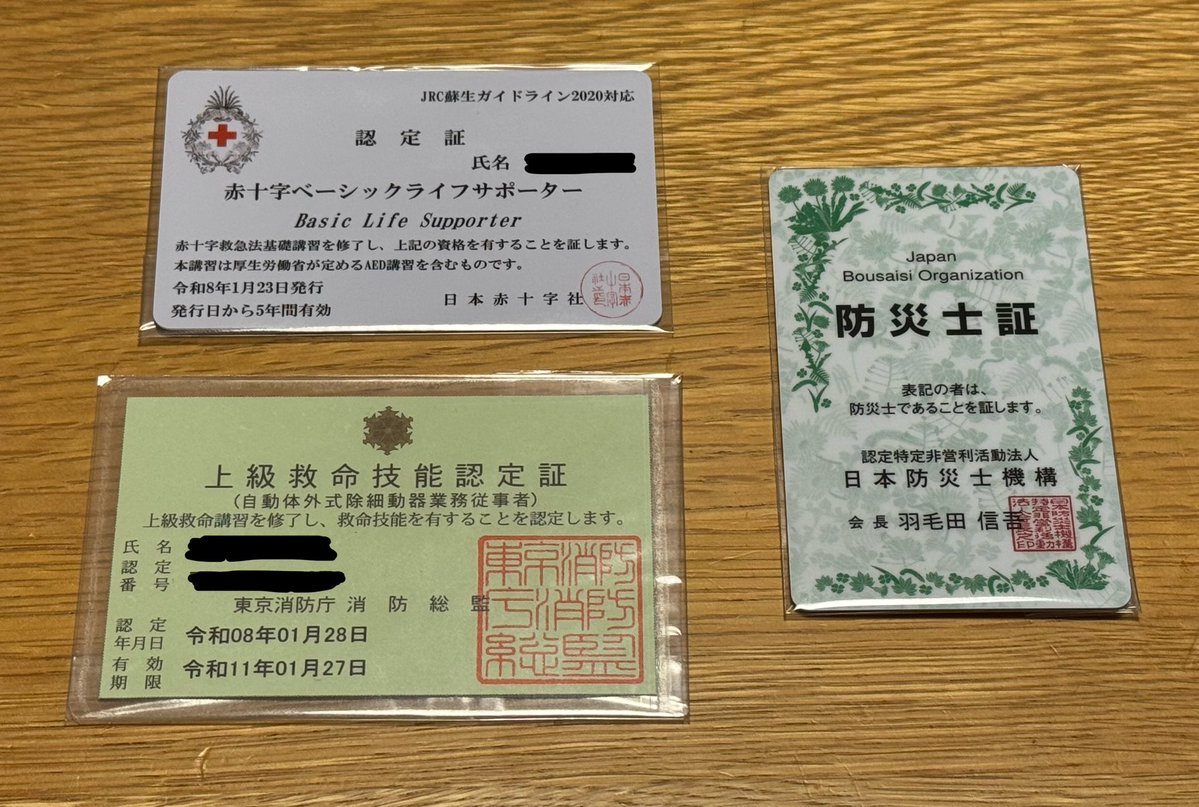 JRC蘇生ガイドライン2020対応
認定証
氏名
赤十字ベーシックライフサポーター
Basic Life Supporter
赤十字救急法基礎講習を修了し、上記の資格を有することを証します。
本講習は厚生労働省が定めるAED講習を含むものです。
令和8年1月23日発行
発行日から5年間有効
日本赤十字社
上級救命技能認定証
(自動体外式除細動器業務従事者)
上級救命講習を修了し、救命技能を有することを認定します。
氏名
認定番号
東京消防庁 消防総監
東京消防庁消防総監
認定年月日 令和08年01月28日
有効期限 令和11年01月27日
Japan
Bousaisi Organization
防災士証
表記の者は、
防災士であることを証します。
認定特定非営利活動法人
日本防災士機構
会長 羽毛田 信吾